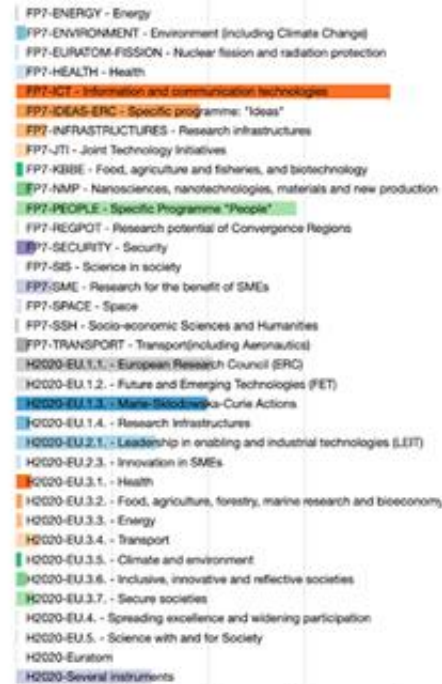 FP7-ENERGY - Energy
FP7-ENVIRONMENT - Environment (including Climate Change)
FP7-EURATOM-FISSION - Nuclear fission and radiation protection
FP7-HEALTH - Health
FP7-ICT - Information and communication technologies
FP7-IDEAS-ERC - Specific programme: "Ideas"
FP7-INFRASTRUCTURES - Research infrastructures
FP7-JTI - Joint Technology Initiatives
FP7-KBBE - Food, agriculture and fisheries, and biotechnology
FP7-NMP - Nanosciences, nanotechnologies, materials and new production
FP7-PEOPLE - Specific Programme "People"
FP7-REGPOT - Research potential of Convergence Regions
FP7-SECURITY - Security
FP7-SIS - Science in society
FP7-SME - Research for the benefit of SMEs
FP7-SPACE - Space
FP7-SSH - Socio-economic Sciences and Humanities
FP7-TRANSPORT - Transport(including Aeronautics)
H2020-EU.1.1. - European Research Council (ERC)
H2020-EU.1.2. - Future and Emerging Technologies (FET)
H2020-EU.1.3. - Marie-Sklodowska-Curie Actions
H2020-EU.1.4. - Research Infrastructures
H2020-EU.2.1. - Leadership in enabling and industrial technologies (LEIT)
H2020-EU.2.3. - Innovation in SMEs
H2020-EU.3.1. - Health
H2020-EU.3.2. - Food, agriculture, forestry, marine research and bioeconomy
H2020-EU.3.3. - Energy
H2020-EU.3.4. - Transport
H2020-EU.3.5. - Climate and environment
H2020-EU.3.6. - Inclusive, innovative and reflective societies
H2020-EU.3.7. - Secure societies
H2020-EU.4. - Spreading excellence and widening participation
H2020-EU.5. - Science with and for Society
H2020-Euratom
H2020-Several instruments